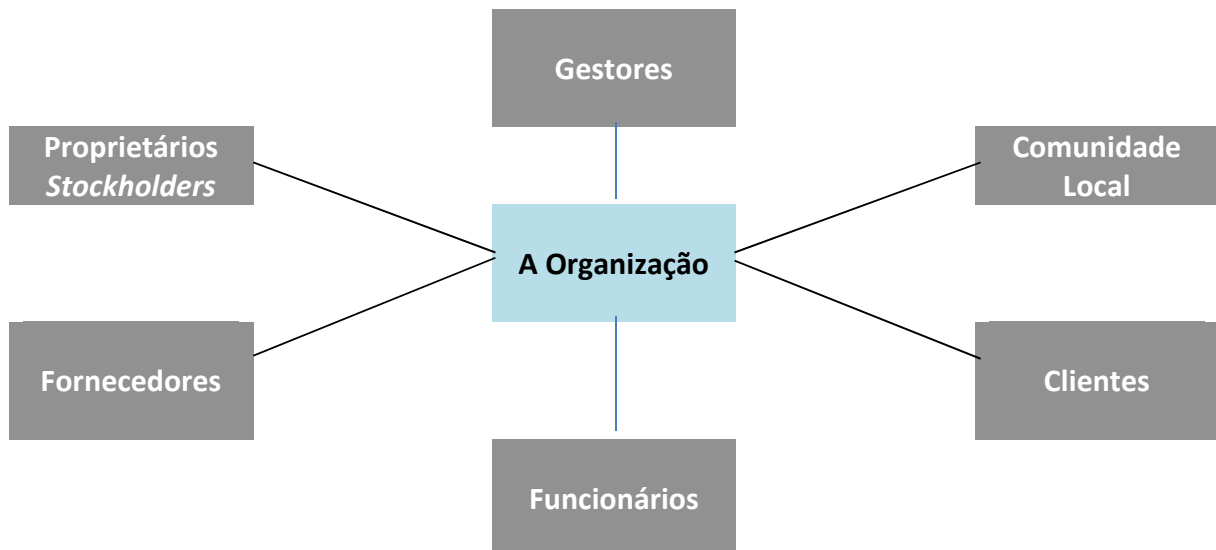 Gestores
Proprietários
Stockholders
Comunidade
Local
A Organização
Fornecedores
Clientes
Funcionários